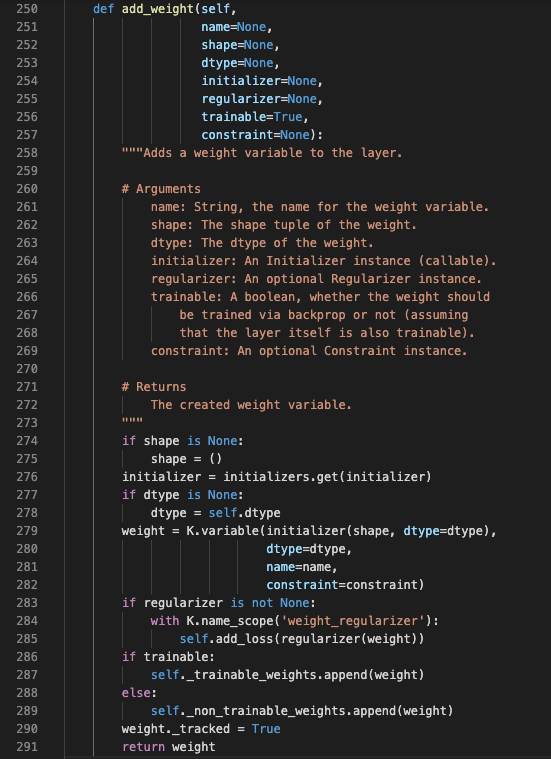 250 def add_weight(self,
251 name=None,
252 shape=None,
253 dtype=None,
254 initializer=None,
255 regularizer=None,
256 trainable=True,
257 constraint=None):
258 """Adds a weight variable to the layer.
259
260 # Arguments
261 name: String, the name for the weight variable.
262 shape: The shape tuple of the weight.
263 dtype: The dtype of the weight.
264 initializer: An Initializer instance (callable).
265 regularizer: An optional Regularizer instance.
266 trainable: A boolean, whether the weight should
267 be trained via backprop or not (assuming
268 that the layer itself is also trainable).
269 constraint: An optional Constraint instance.
270
271 # Returns
272 The created weight variable.
273 """
274 if shape is None:
275 shape = ()
276 initializer = initializers.get(initializer)
277 if dtype is None:
278 dtype = self.dtype
279 weight = K.variable(initializer(shape, dtype=dtype),
280 dtype=dtype,
281 name=name,
282 constraint=constraint)
283 if regularizer is not None:
284 with K.name_scope('weight_regularizer'):
285 self.add_loss(regularizer(weight))
286 if trainable:
287 self._trainable_weights.append(weight)
288 else:
289 self._non_trainable_weights.append(weight)
290 weight._tracked = True
291 return weight